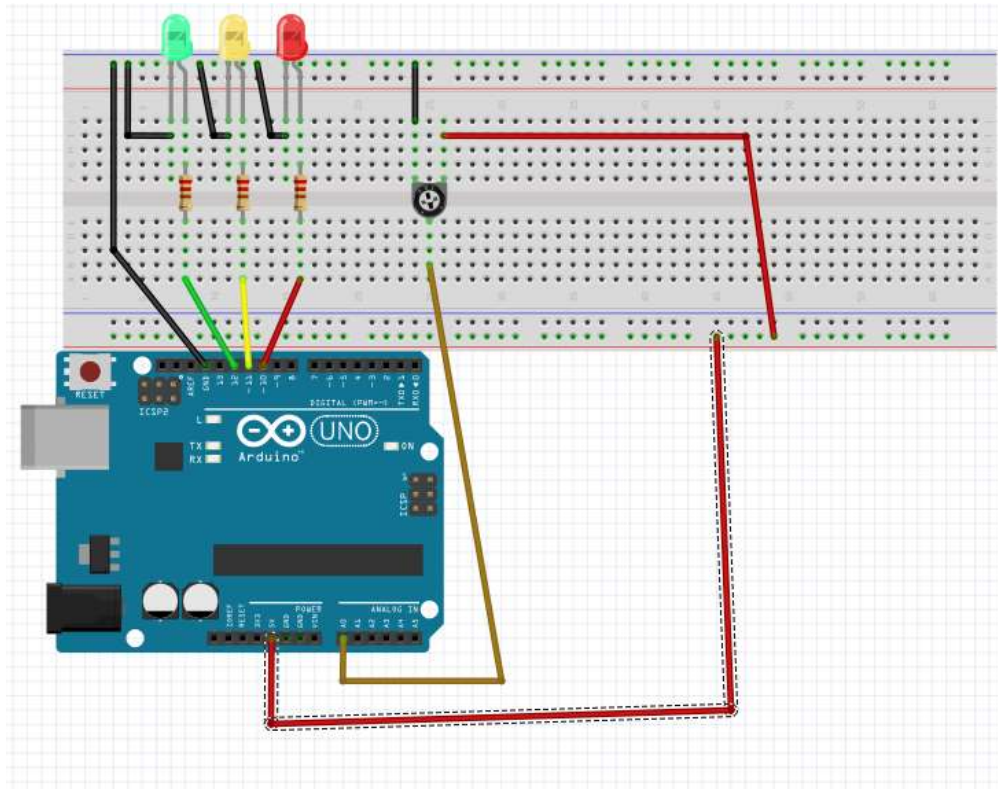 RESET
ICSP2
AREF
GND
13
12
~11
~10
~9
8
7
~6
~5
4
~3
2
TXD▶1
RXD◀0
DIGITAL (PWM=~)
L
TX
RX
Arduino
UNO
ON
ICSP
POWER
ANALOG IN
IOREF
RESET
3V3
5V
GND
GND
VIN
A0
A1
A2
A3
A4
A5